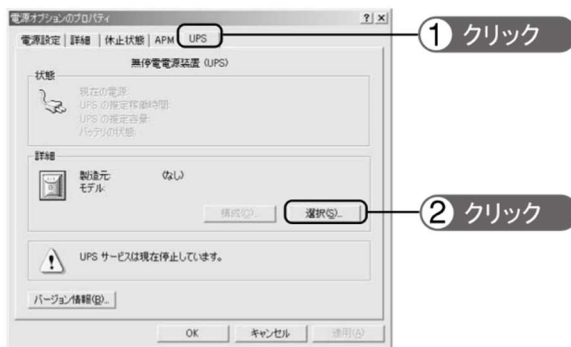 電源オプションのプロパティ
電源設定 詳細 休止状態 APM UPS
① クリック
無停電電源装置 (UPS)
状態
現在の電源:
UPS の推定稼働時間:
UPS の推定容量:
バッテリの状態:
詳細
製造元: (なし)
モデル:
構成(C)... 選択(S)...
② クリック
UPS サービスは現在停止しています。
バージョン情報(B)...
OK キャンセル 適用(A)